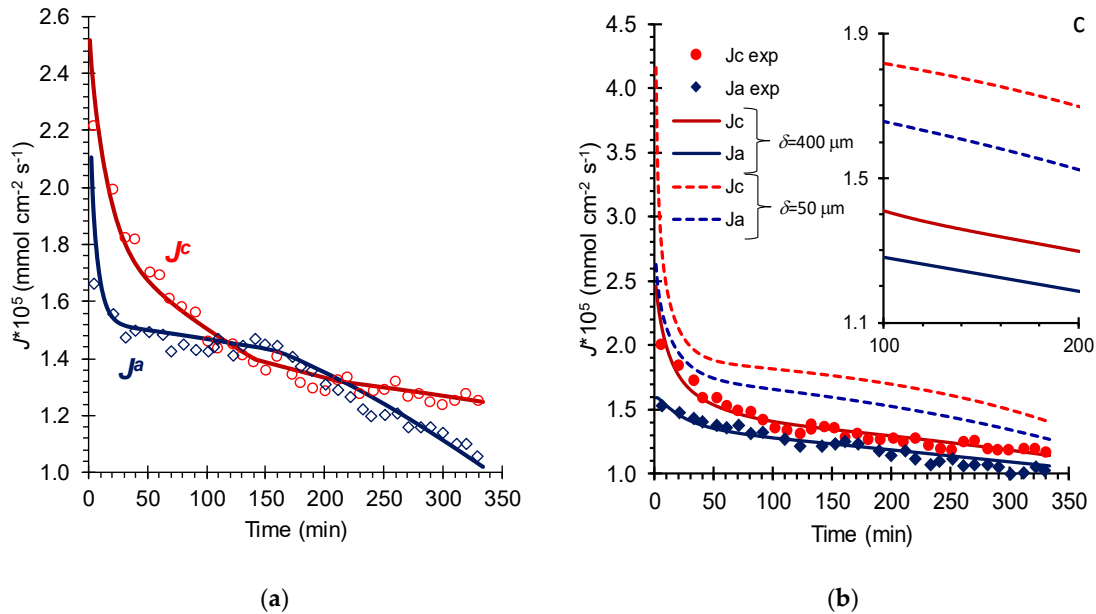 a
2.6
2.4
2.2
2.0
1.8
1.6
1.4
1.2
1.0
J*10⁵ (mmol cm⁻² s⁻¹)
Jᶜ
Jᵃ
0 50 100 150 200 250 300 350
Time (min)
(a)
b
4.5
4.0
3.5
3.0
2.5
2.0
1.5
1.0
J*10⁵ (mmol cm⁻² s⁻¹)
Jc exp
Ja exp
Jc
Ja
δ=400 μm
Jc
Ja
δ=50 μm
c
1.9
1.5
1.1
100 200
0 50 100 150 200 250 300 350
Time (min)
(b)